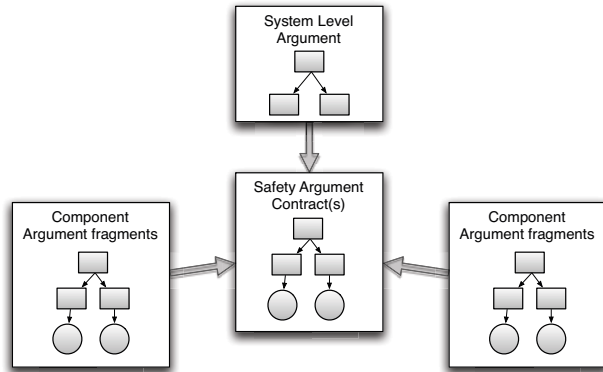 System Level
Argument
Safety Argument
Contract(s)
Component
Argument fragments
Component
Argument fragments